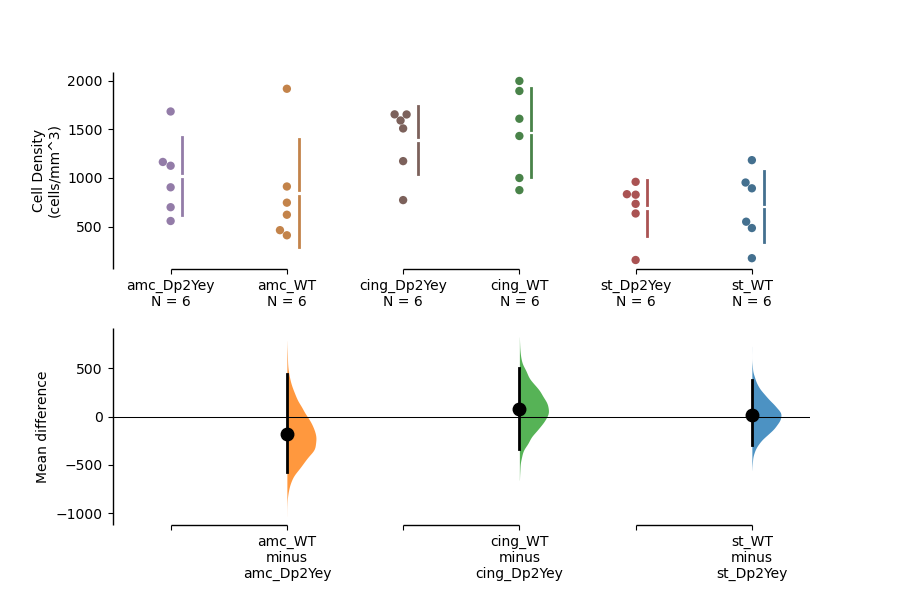 2000
1500
1000
500
Cell Density
(cells/mm^3)
amc_Dp2Yey
N = 6
amc_WT
N = 6
cing_Dp2Yey
N = 6
cing_WT
N = 6
st_Dp2Yey
N = 6
st_WT
N = 6
500
0
−500
−1000
Mean difference
amc_WT
minus
amc_Dp2Yey
cing_WT
minus
cing_Dp2Yey
st_WT
minus
st_Dp2Yey